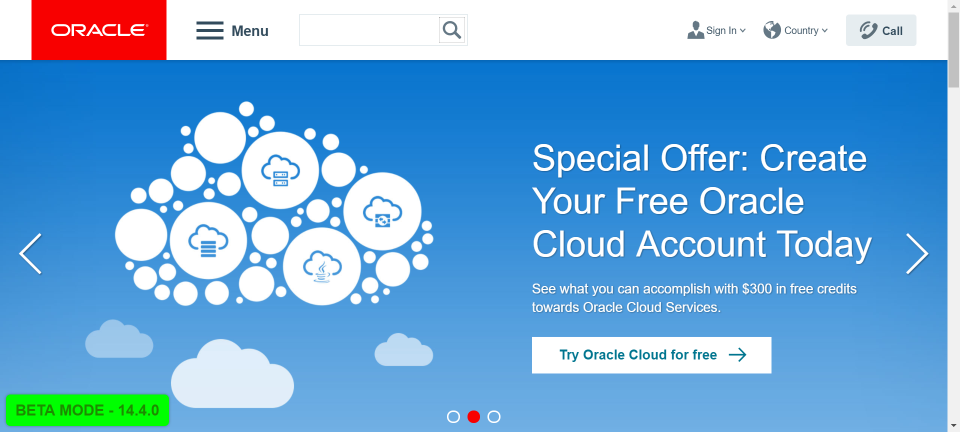 ORACLE
Menu
Sign In
Country
Call
Special Offer: Create
Your Free Oracle
Cloud Account Today
See what you can accomplish with $300 in free credits
towards Oracle Cloud Services.
Try Oracle Cloud for free
BETA MODE - 14.4.0